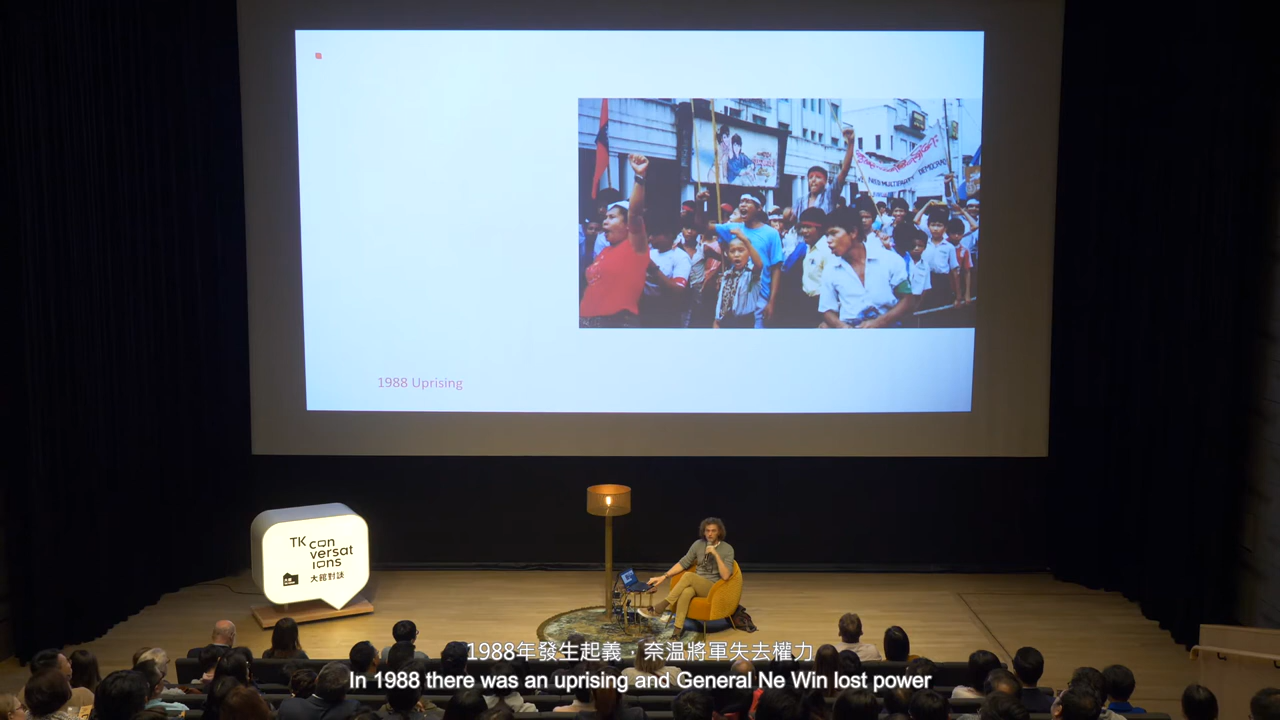 1988 Uprising
TK con
versat
ions
大館對談
1988年發生起義，奈温將軍失去權力
In 1988 there was an uprising and General Ne Win lost power